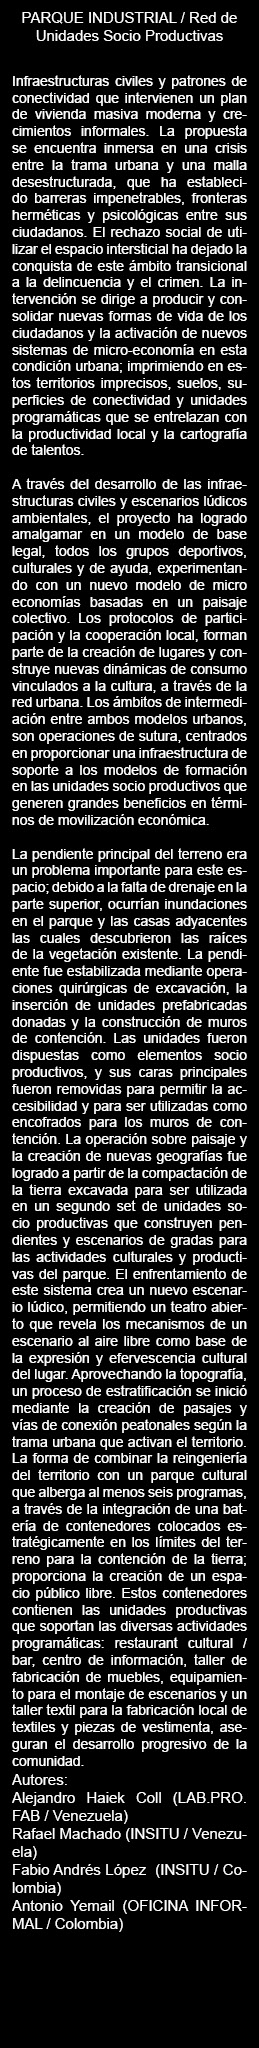 PARQUE INDUSTRIAL / Red de
Unidades Socio Productivas
Infraestructuras civiles y patrones de
conectividad que intervienen un plan
de vivienda masiva moderna y cre-
cimientos informales. La propuesta
se encuentra inmersa en una crisis
entre la trama urbana y una malla
desestructurada, que ha estableci-
do barreras impenetrables, fronteras
herméticas y psicológicas entre sus
ciudadanos. El rechazo social de uti-
lizar el espacio intersticial ha dejado la
conquista de este ámbito transicional
a la delincuencia y el crimen. La in-
tervención se dirige a producir y con-
solidar nuevas formas de vida de los
ciudadanos y la activación de nuevos
sistemas de micro-economía en esta
condición urbana; imprimiendo en es-
tos territorios imprecisos, suelos, su-
perficies de conectividad y unidades
programáticas que se entrelazan con
la productividad local y la cartografía
de talentos.
A través del desarrollo de las infrae-
structuras civiles y escenarios lúdicos
ambientales, el proyecto ha logrado
amalgamar en un modelo de base
legal, todos los grupos deportivos,
culturales y de ayuda, experimentan-
do con un nuevo modelo de micro
economías basadas en un paisaje
colectivo. Los protocolos de partici-
pación y la cooperación local, forman
parte de la creación de lugares y con-
struye nuevas dinámicas de consumo
vinculados a la cultura, a través de la
red urbana. Los ámbitos de intermedi-
ación entre ambos modelos urbanos,
son operaciones de sutura, centrados
en proporcionar una infraestructura de
soporte a los modelos de formación
en las unidades socio productivos que
generen grandes beneficios en térmi-
nos de movilización económica.
La pendiente principal del terreno era
un problema importante para este es-
pacio; debido a la falta de drenaje en la
parte superior, ocurrían inundaciones
en el parque y las casas adyacentes
las cuales descubrieron las raíces
de la vegetación existente. La pendi-
ente fue estabilizada mediante opera-
ciones quirúrgicas de excavación, la
inserción de unidades prefabricadas
donadas y la construcción de muros
de contención. Las unidades fueron
dispuestas como elementos socio
productivos, y sus caras principales
fueron removidas para permitir la ac-
cesibilidad y para ser utilizadas como
encofrados para los muros de con-
tención. La operación sobre paisaje y
la creación de nuevas geografías fue
logrado a partir de la compactación de
la tierra excavada para ser utilizada
en un segundo set de unidades so-
cio productivas que construyen pen-
dientes y escenarios de gradas para
las actividades culturales y producti-
vas del parque. El enfrentamiento de
este sistema crea un nuevo escenar-
io lúdico, permitiendo un teatro abier-
to que revela los mecanismos de un
escenario al aire libre como base de
la expresión y efervescencia cultural
del lugar. Aprovechando la topografía,
un proceso de estratificación se inició
mediante la creación de pasajes y
vías de conexión peatonales según la
trama urbana que activan el territorio.
La forma de combinar la reingeniería
del territorio con un parque cultural
que alberga al menos seis programas,
a través de la integración de una bat-
ería de contenedores colocados es-
tratégicamente en los límites del ter-
reno para la contención de la tierra;
proporciona la creación de un espa-
cio público libre. Estos contenedores
contienen las unidades productivas
que soportan las diversas actividades
programáticas: restaurant cultural /
bar, centro de información, taller de
fabricación de muebles, equipamien-
to para el montaje de escenarios y un
taller textil para la fabricación local de
textiles y piezas de vestimenta, ase-
guran el desarrollo progresivo de la
comunidad.
Autores:
Alejandro Haiek Coll (LAB.PRO.
FAB / Venezuela)
Rafael Machado (INSITU / Venezu-
ela)
Fabio Andrés López (INSITU / Co-
lombia)
Antonio Yemail (OFICINA INFOR-
MAL / Colombia)